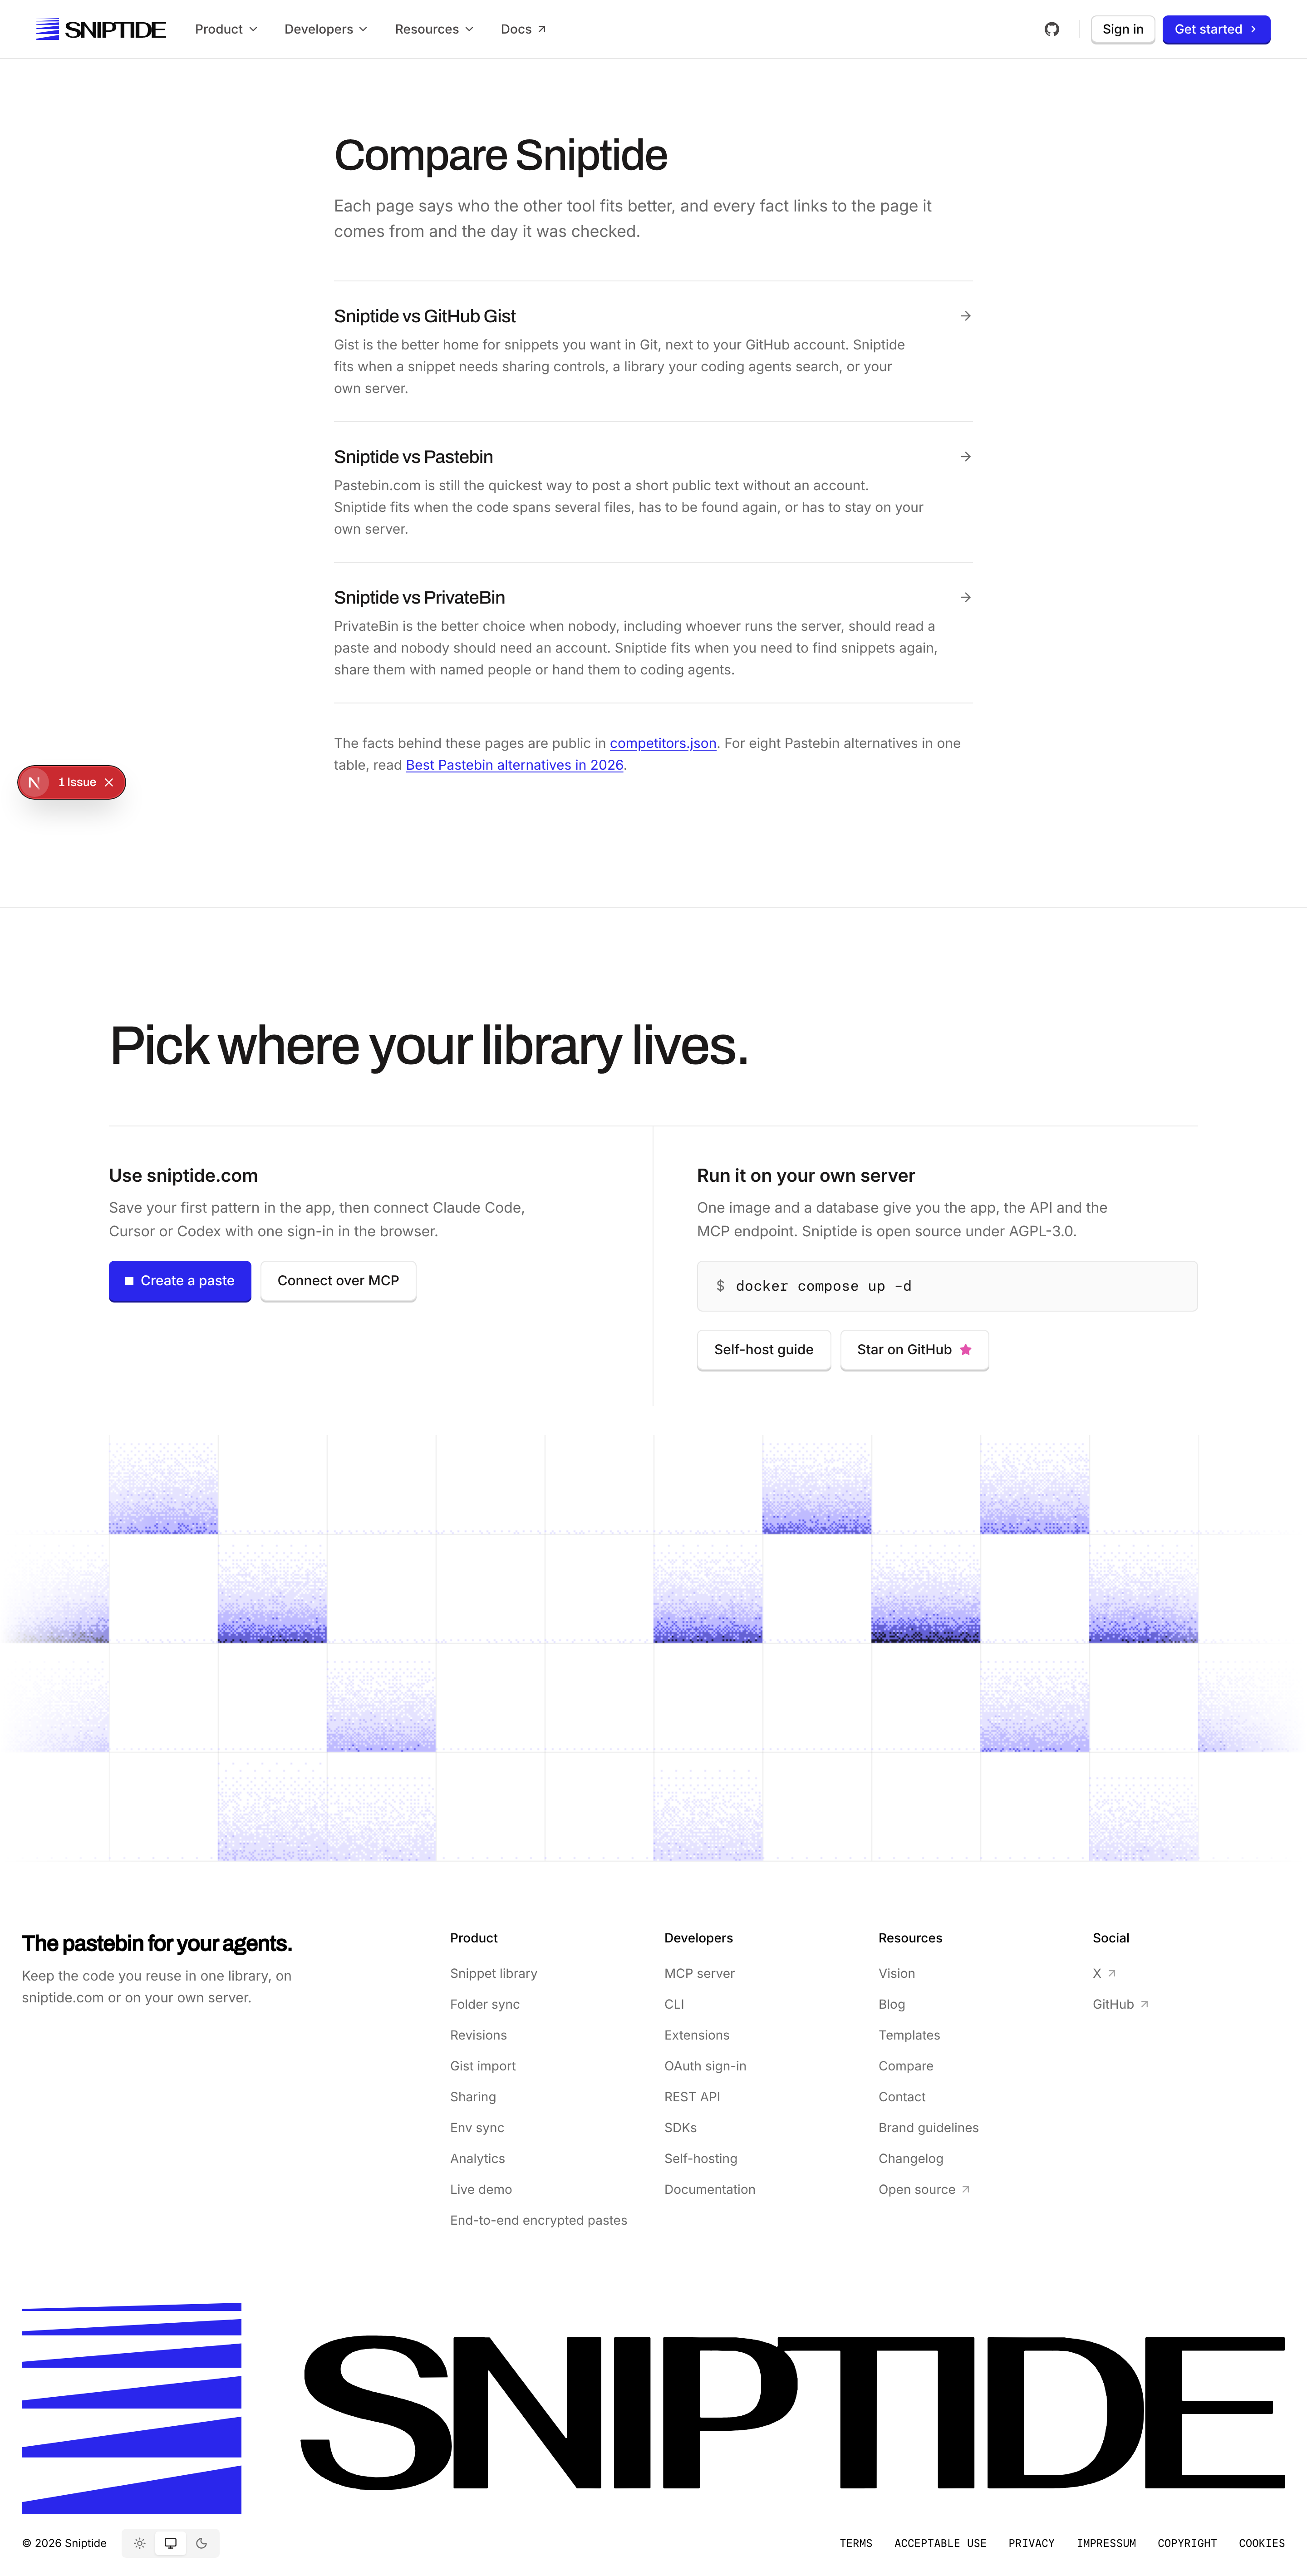 SNIPTIDE
Product
Developers
Resources
Docs
Sign in
Get started
Compare Sniptide
Each page says who the other tool fits better, and every fact links to the page it
comes from and the day it was checked.
Sniptide vs GitHub Gist
Gist is the better home for snippets you want in Git, next to your GitHub account. Sniptide
fits when a snippet needs sharing controls, a library your coding agents search, or your
own server.
Sniptide vs Pastebin
Pastebin.com is still the quickest way to post a short public text without an account.
Sniptide fits when the code spans several files, has to be found again, or has to stay on your
own server.
Sniptide vs PrivateBin
PrivateBin is the better choice when nobody, including whoever runs the server, should read a
paste and nobody should need an account. Sniptide fits when you need to find snippets again,
share them with named people or hand them to coding agents.
The facts behind these pages are public in competitors.json. For eight Pastebin alternatives in one
table, read Best Pastebin alternatives in 2026.
N 1 Issue
Pick where your library lives.
Use sniptide.com
Save your first pattern in the app, then connect Claude Code,
Cursor or Codex with one sign-in in the browser.
Create a paste
Connect over MCP
Run it on your own server
One image and a database give you the app, the API and the
MCP endpoint. Sniptide is open source under AGPL-3.0.
$ docker compose up -d
Self-host guide
Star on GitHub
The pastebin for your agents.
Keep the code you reuse in one library, on
sniptide.com or on your own server.
Product
Snippet library
Folder sync
Revisions
Gist import
Sharing
Env sync
Analytics
Live demo
End-to-end encrypted pastes
Developers
MCP server
CLI
Extensions
OAuth sign-in
REST API
SDKs
Self-hosting
Documentation
Resources
Vision
Blog
Templates
Compare
Contact
Brand guidelines
Changelog
Open source
Social
X
GitHub
SNIPTIDE
© 2026 Sniptide
TERMS
ACCEPTABLE USE
PRIVACY
IMPRESSUM
COPYRIGHT
COOKIES